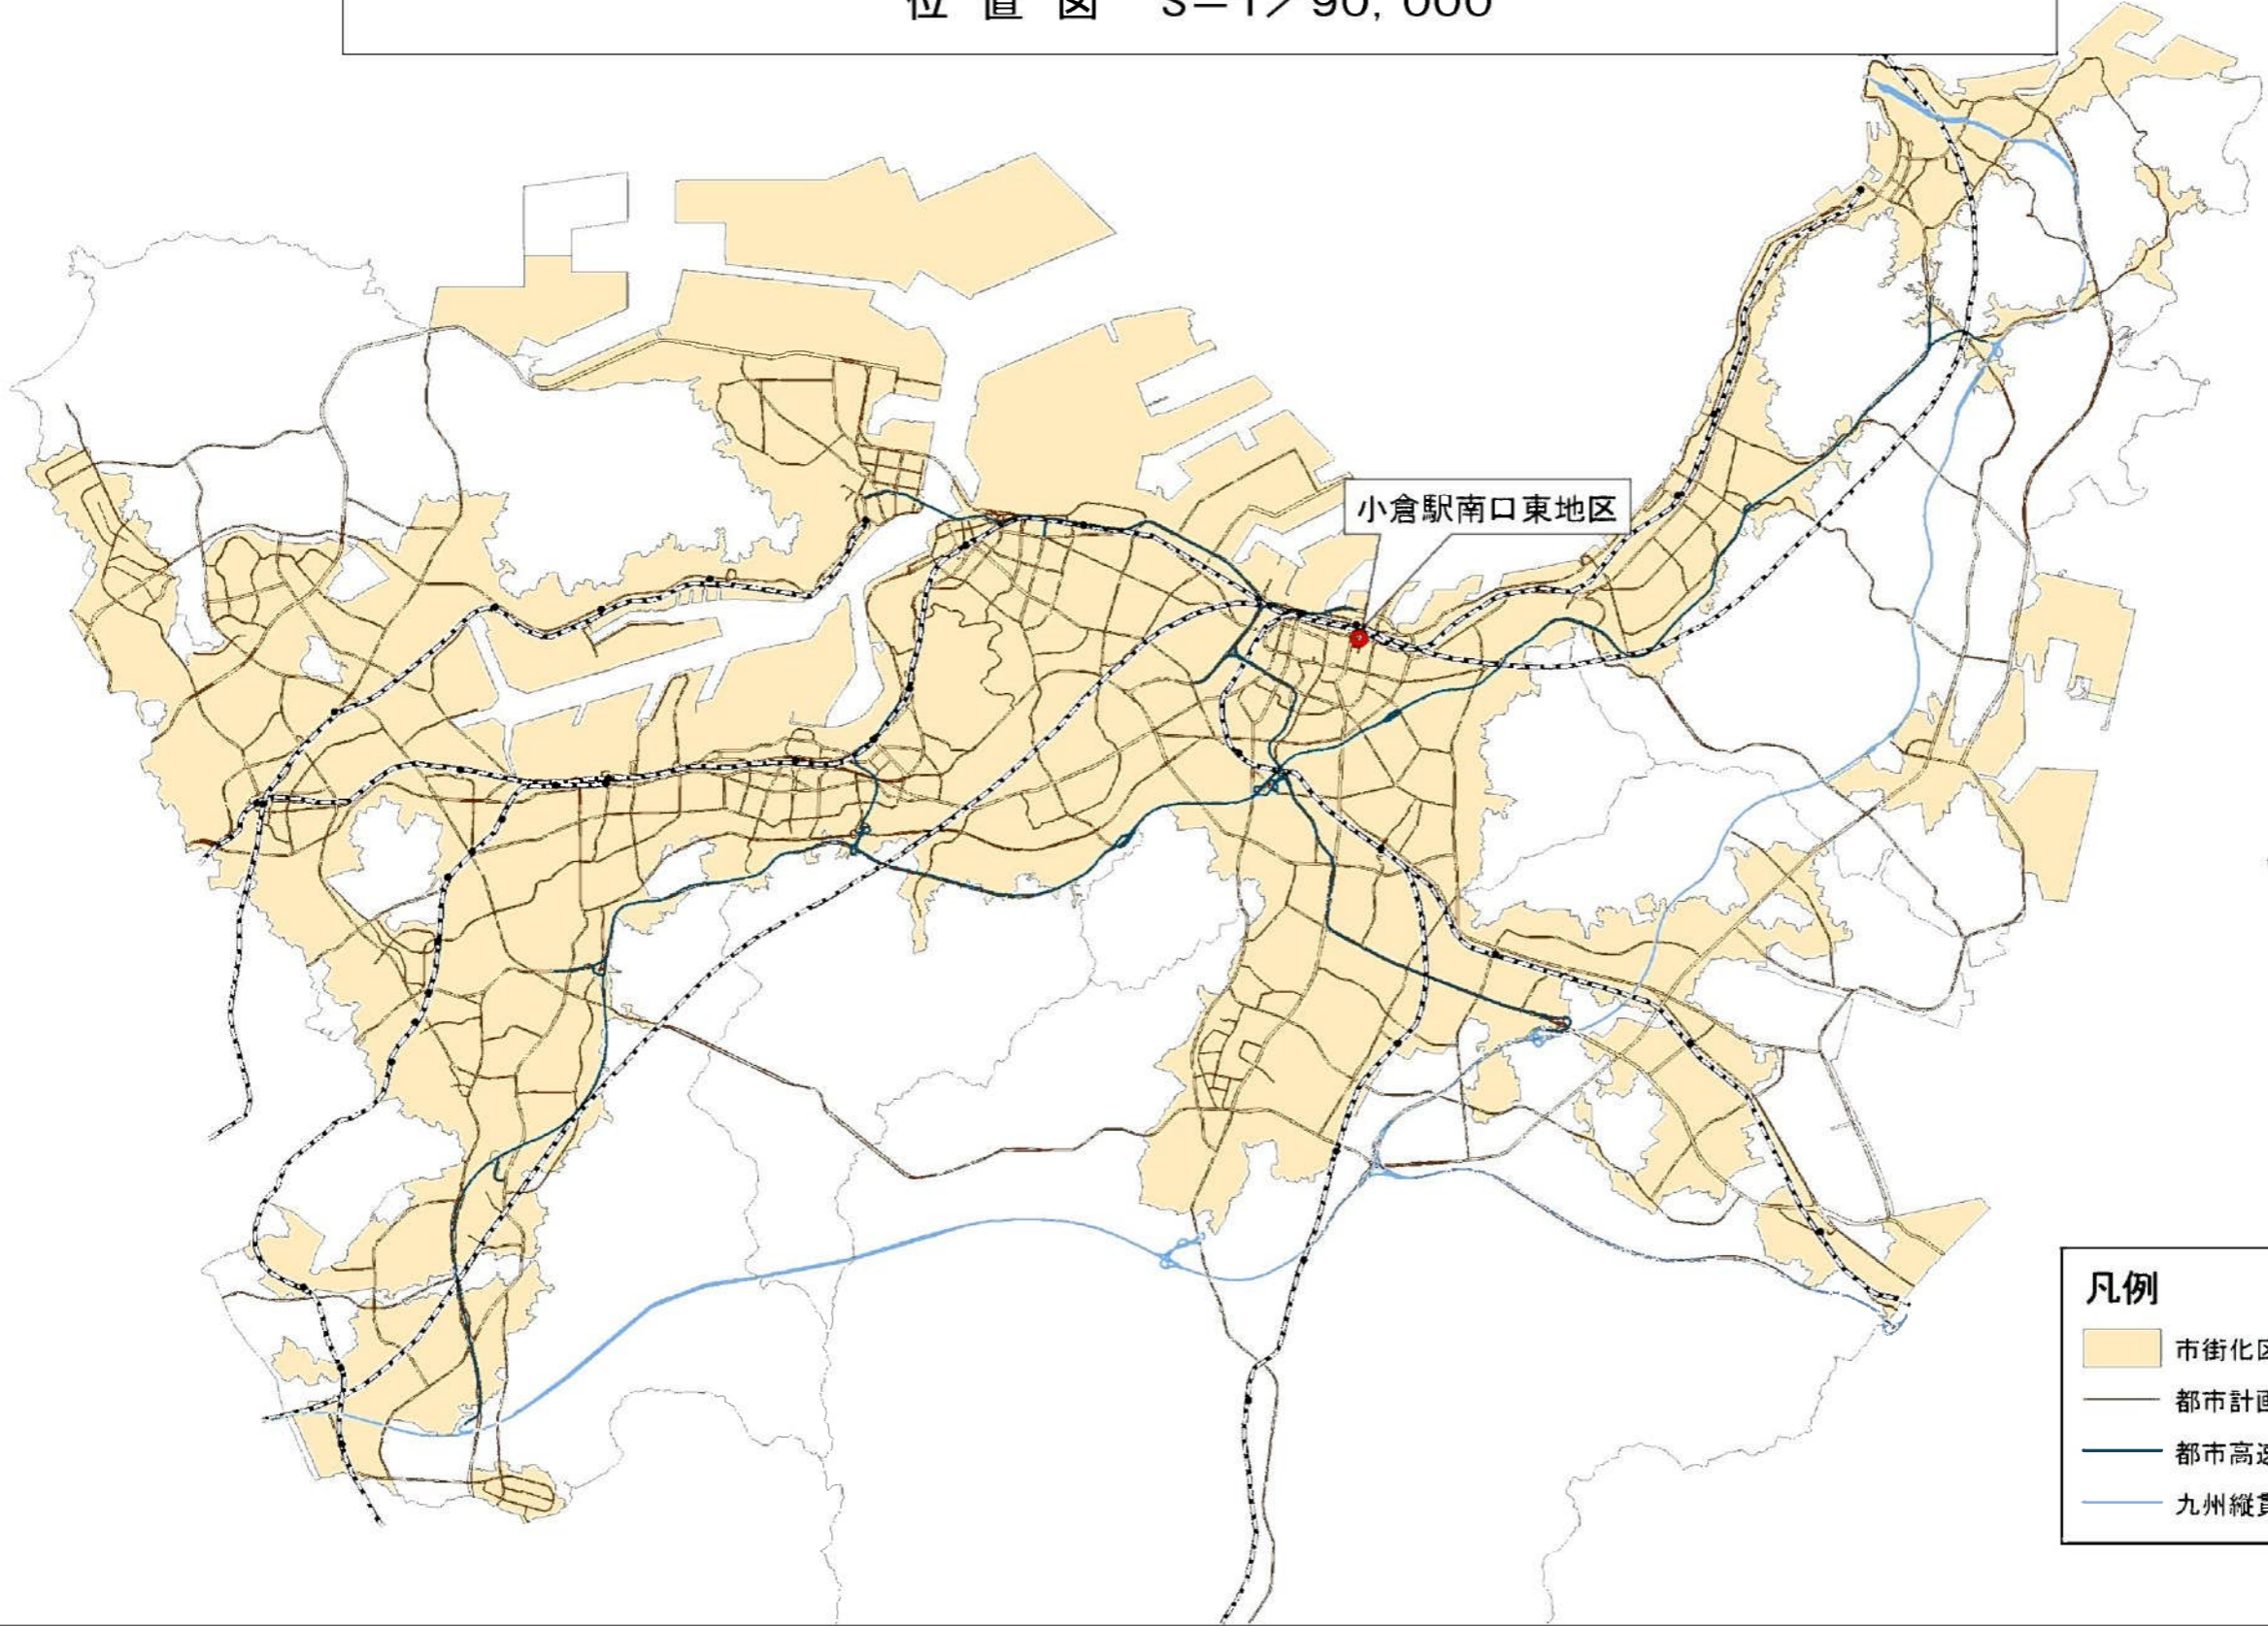 位置図 S=1/90,000
小倉駅南口東地区
凡例
市街化区
都市計画
都市高速
九州縦貫